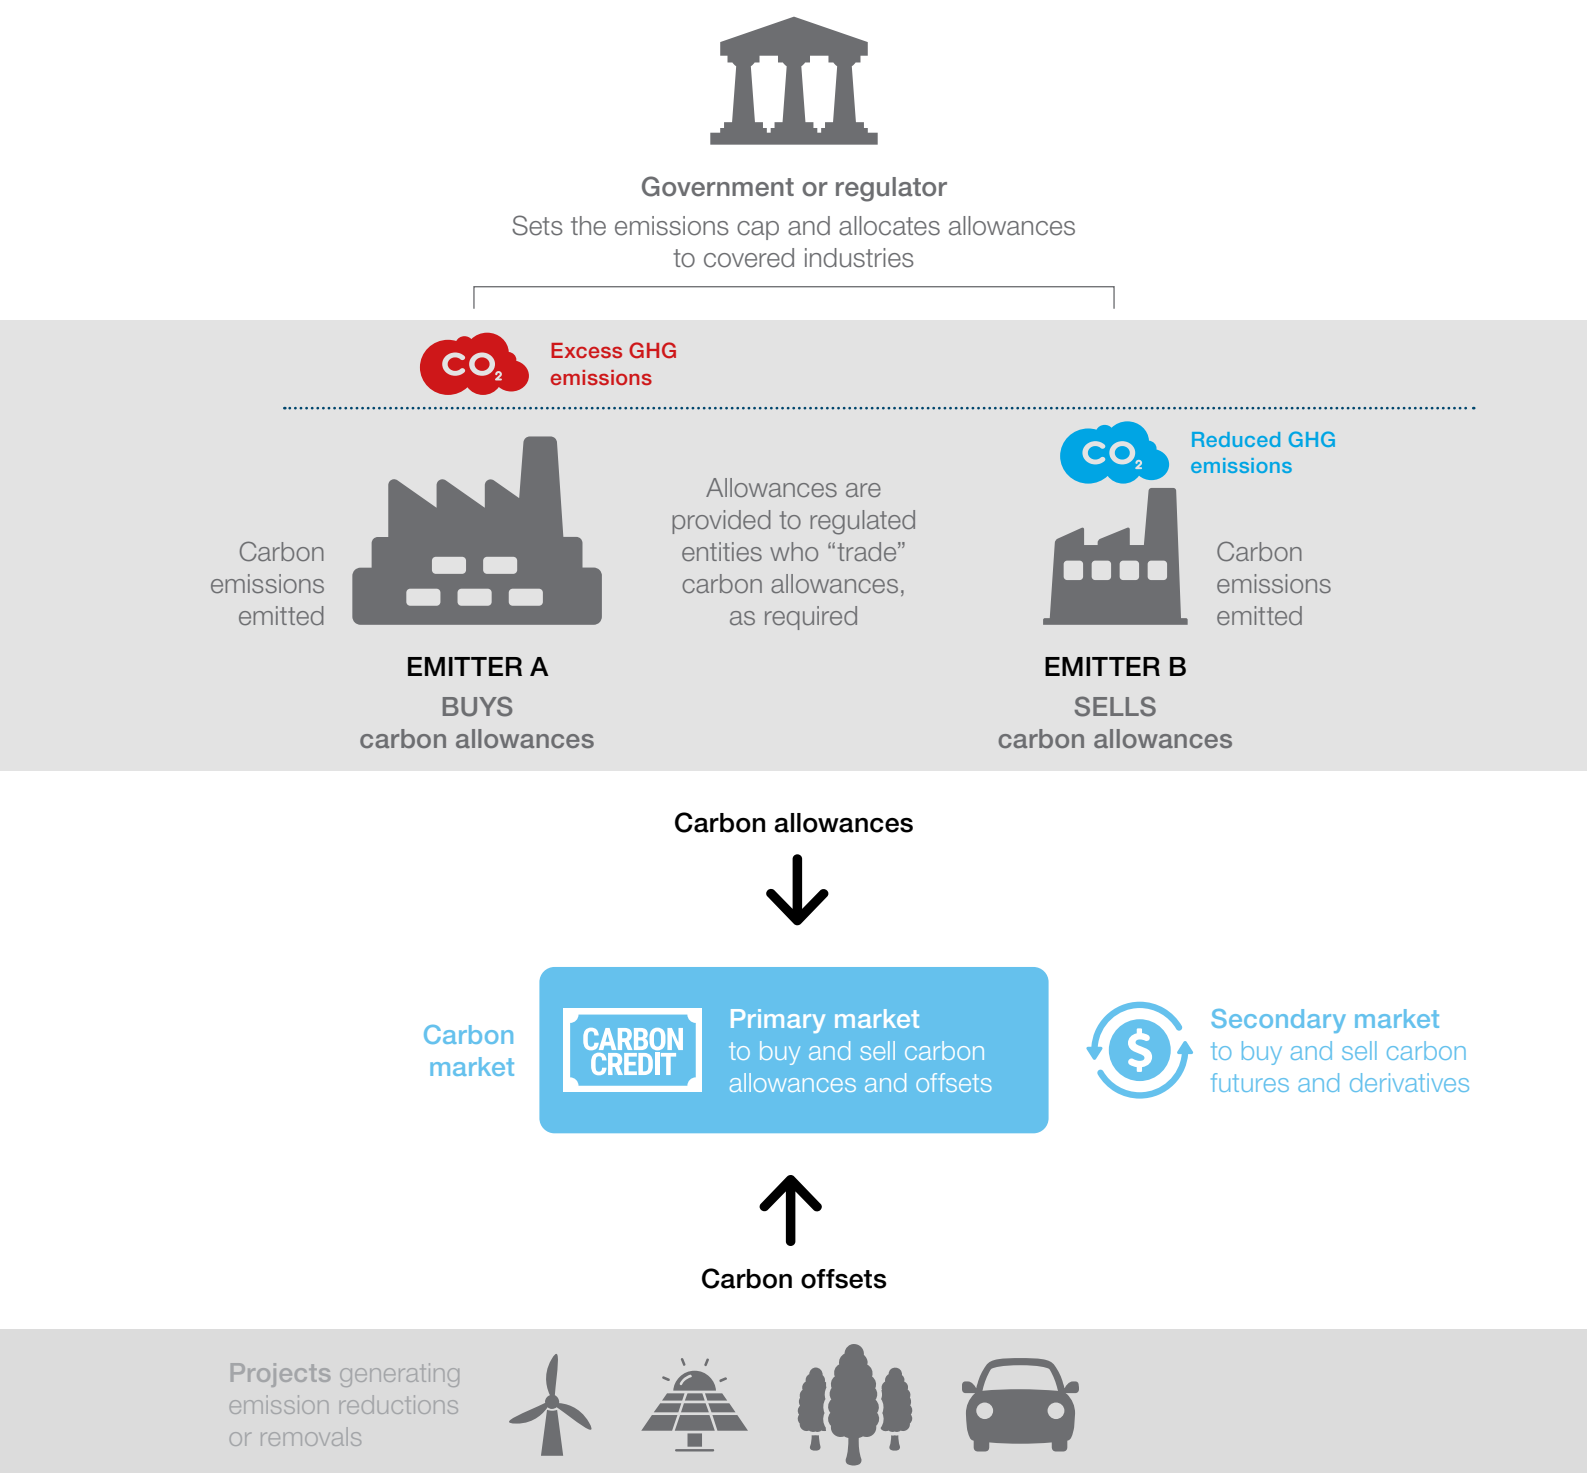 Government or regulator
Sets the emissions cap and allocates allowances
to covered industries
CO2
Excess GHG
emissions
CO2
Reduced GHG
emissions
Carbon
emissions
emitted
Allowances are
provided to regulated
entities who “trade”
carbon allowances,
as required
Carbon
emissions
emitted
EMITTER A
BUYS
carbon allowances
EMITTER B
SELLS
carbon allowances
Carbon allowances
Carbon
market
CARBON
CREDIT
Primary market
to buy and sell carbon
allowances and offsets
$
Secondary market
to buy and sell carbon
futures and derivatives
Carbon offsets
Projects generating
emission reductions
or removals